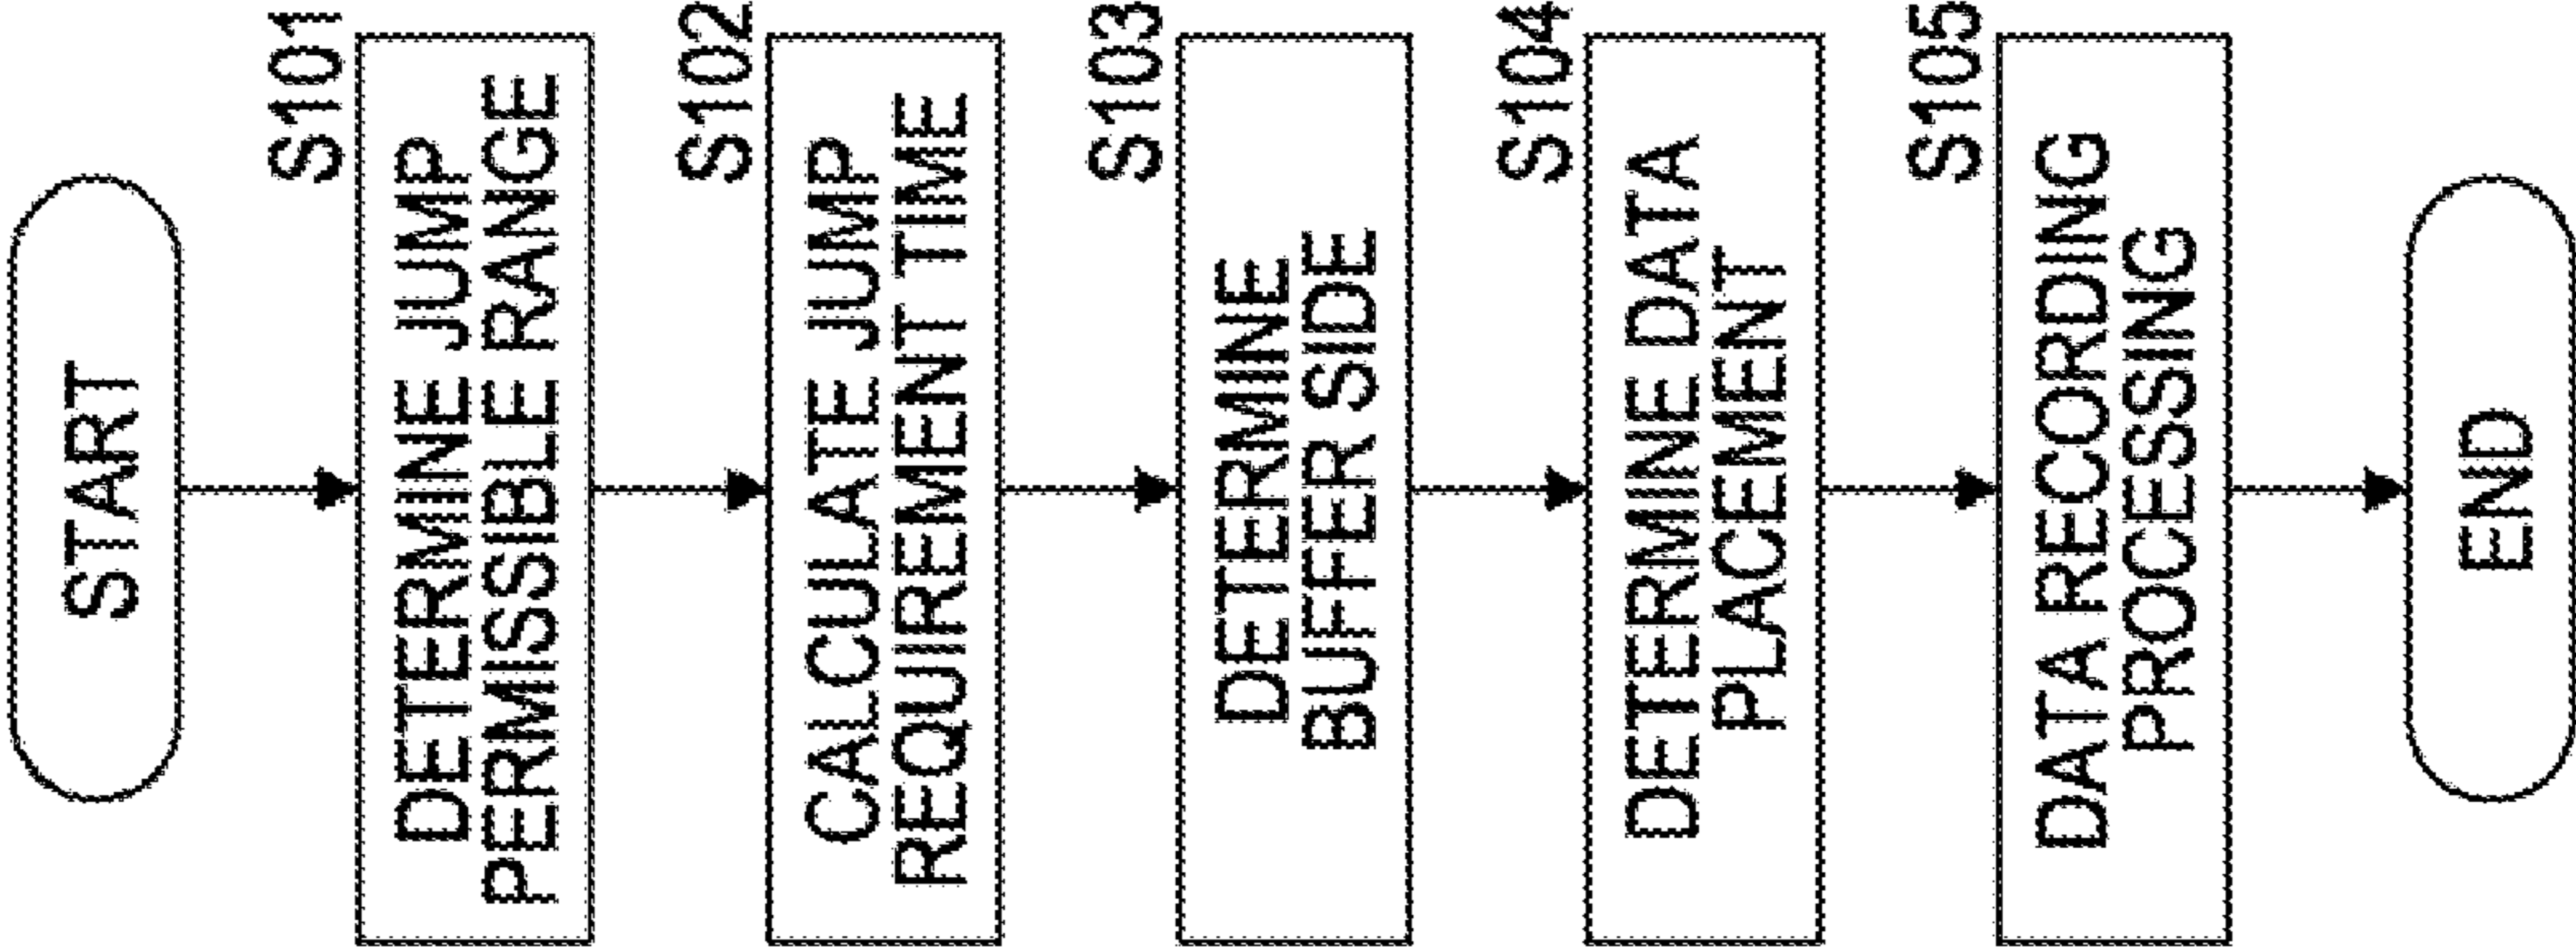 START
S101
DETERMINE JUMP
PERMISSIBLE RANGE
S102
CALCULATE JUMP
REQUIREMENT TIME
S103
DETERMINE
BUFFER SIDE
S104
DETERMINE DATA
PLACEMENT
S105
DATA RECORDING
PROCESSING
END